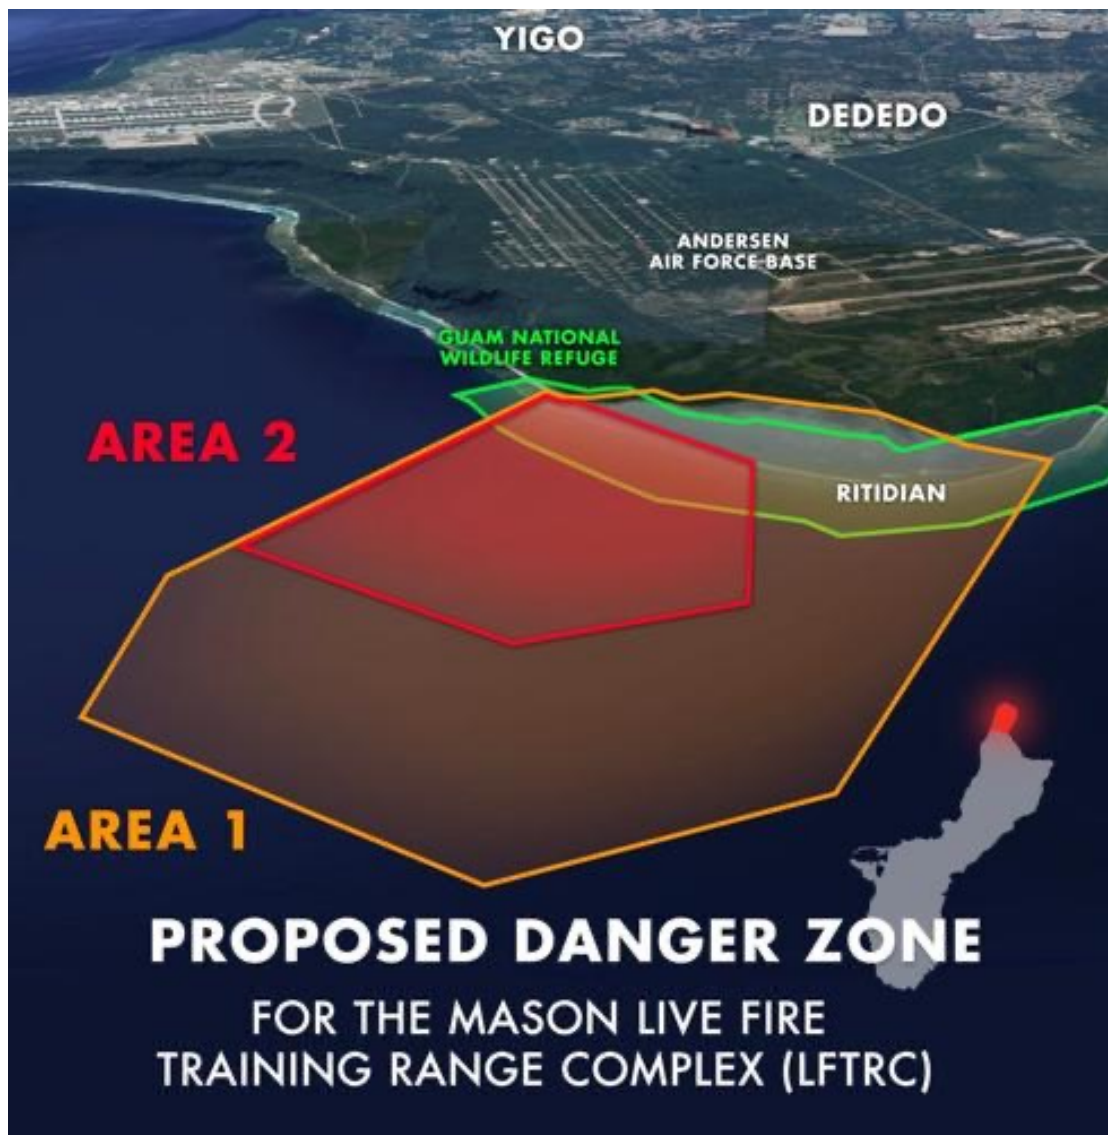 YIGO
DEDEDO
ANDERSEN
AIR FORCE BASE
GUAM NATIONAL
WILDLIFE REFUGE
AREA 2
RITIDIAN
AREA 1
PROPOSED DANGER ZONE
FOR THE MASON LIVE FIRE
TRAINING RANGE COMPLEX (LFTRC)